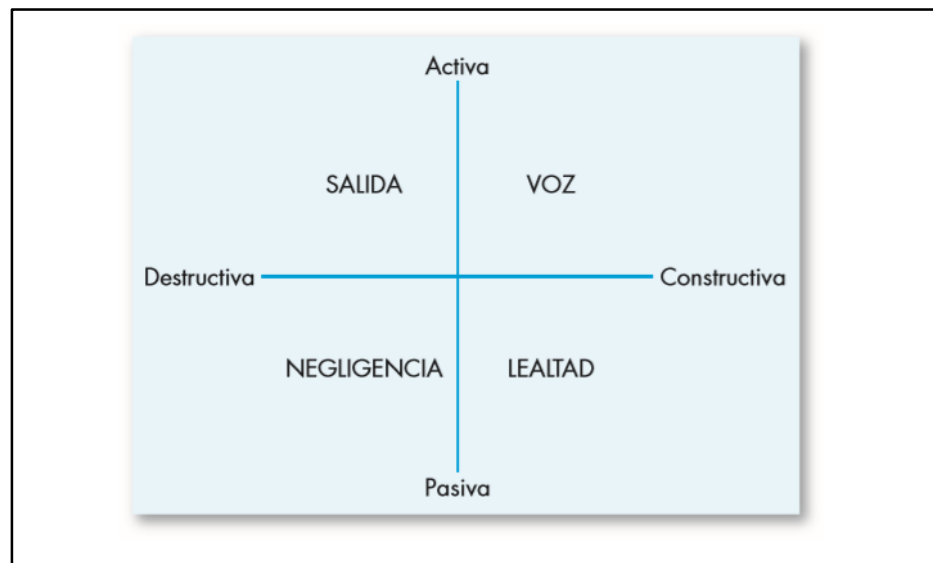 Activa
SALIDA VOZ
Destructiva Constructiva
NEGLIGENCIA LEALTAD
Pasiva